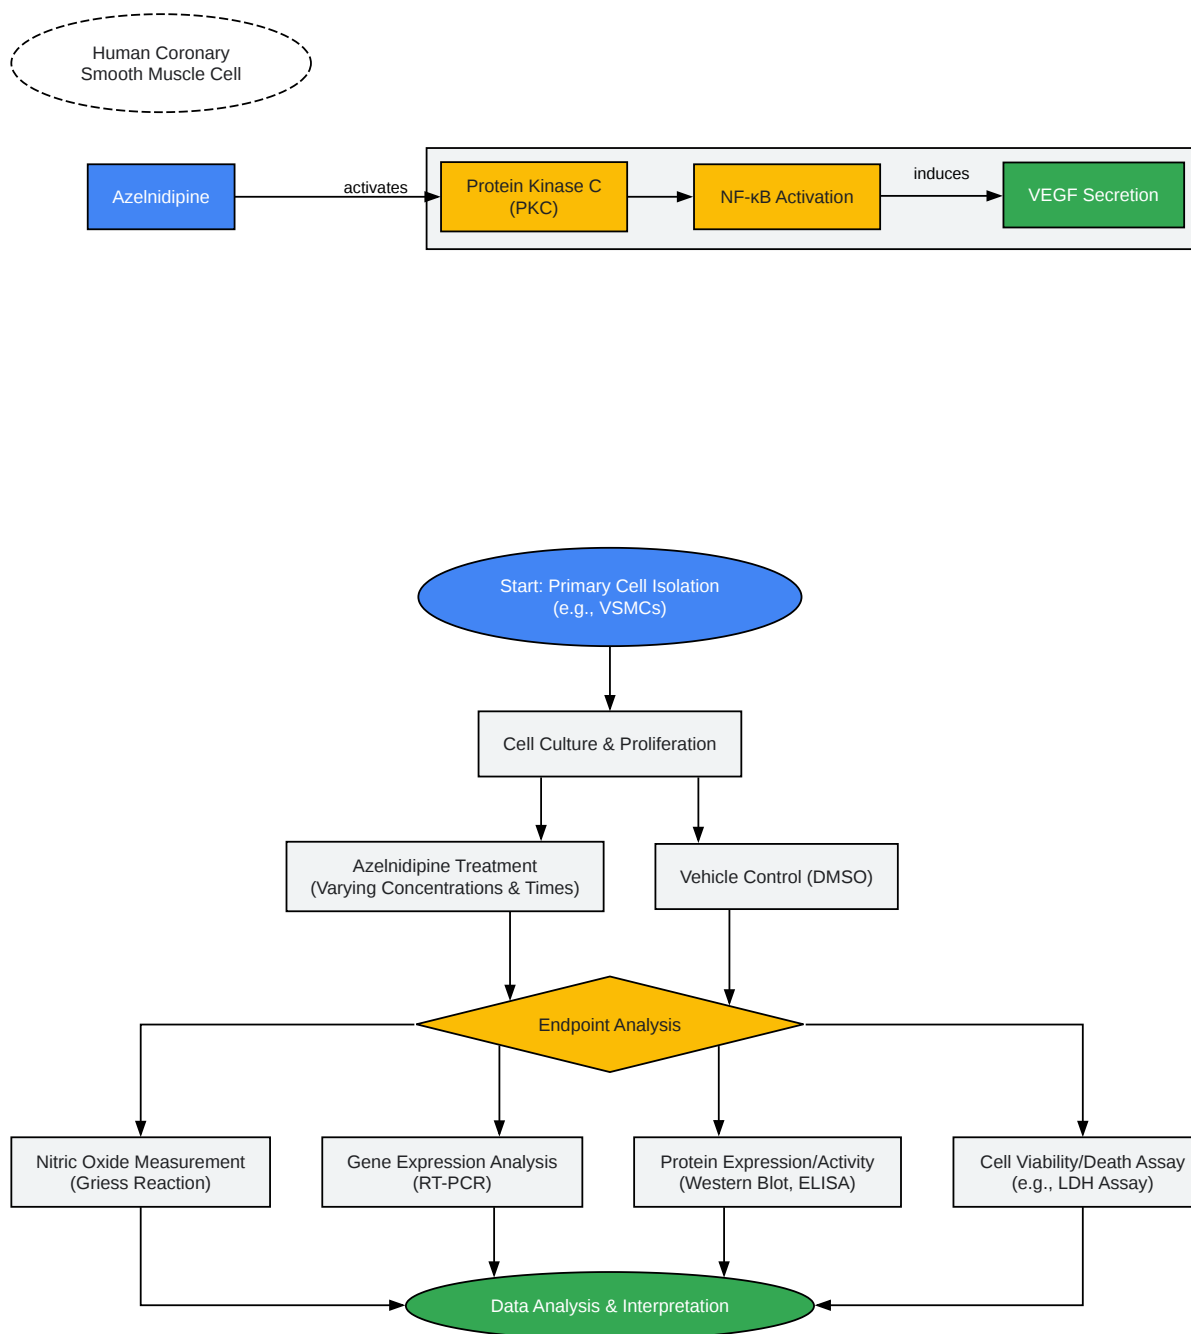 Human Coronary
Smooth Muscle Cell
Azelnidipine
activates
Protein Kinase C
(PKC)
NF-κB Activation
induces
VEGF Secretion
Start: Primary Cell Isolation
(e.g., VSMCs)
Cell Culture & Proliferation
Azelnidipine Treatment
(Varying Concentrations & Times)
Vehicle Control (DMSO)
Endpoint Analysis
Nitric Oxide Measurement
(Griess Reaction)
Gene Expression Analysis
(RT-PCR)
Protein Expression/Activity
(Western Blot, ELISA)
Cell Viability/Death Assay
(e.g., LDH Assay)
Data Analysis & Interpretation